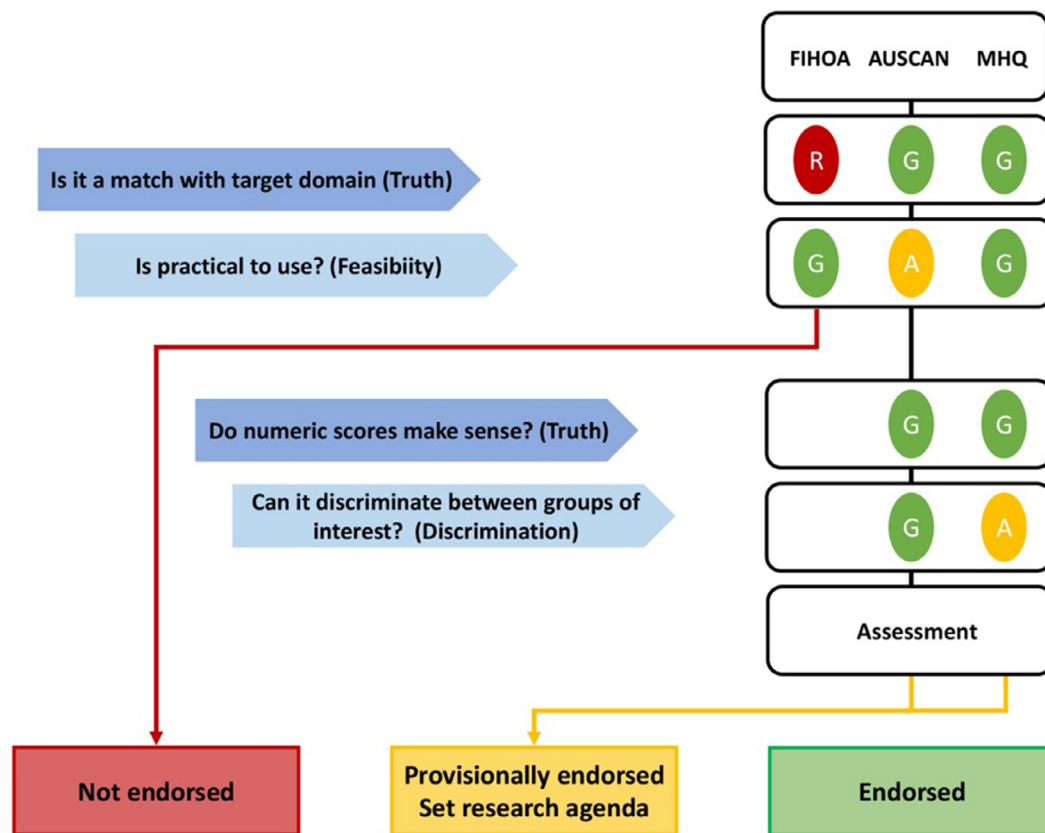 FIHOA AUSCAN MHQ
Is it a match with target domain (Truth)
R G G
Is practical to use? (Feasibiity)
G A G
Do numeric scores make sense? (Truth)
G G
Can it discriminate between groups of
interest? (Discrimination)
G A
Assessment
Not endorsed
Provisionally endorsed
Set research agenda
Endorsed